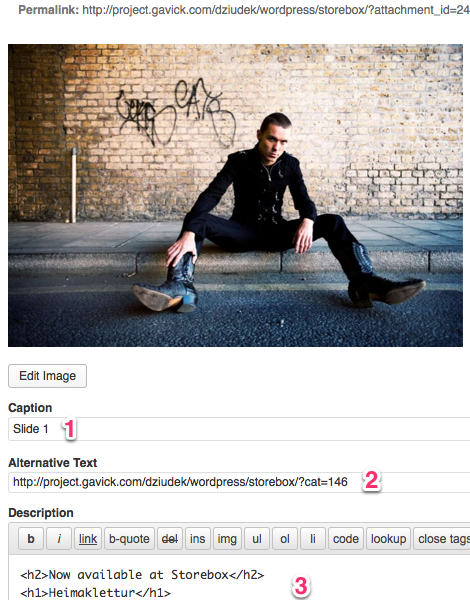 Permalink: http://project.gavick.com/dziudek/wordpress/storebox/?attachment_id=24
Edit Image
Caption
Slide 1 1
Alternative Text
http://project.gavick.com/dziudek/wordpress/storebox/?cat=146 2
Description
b i link b-quote del ins img ul ol li code lookup close tags
<h2>Now available at Storebox</h2>
<h1>Heimaklettur</h1> 3